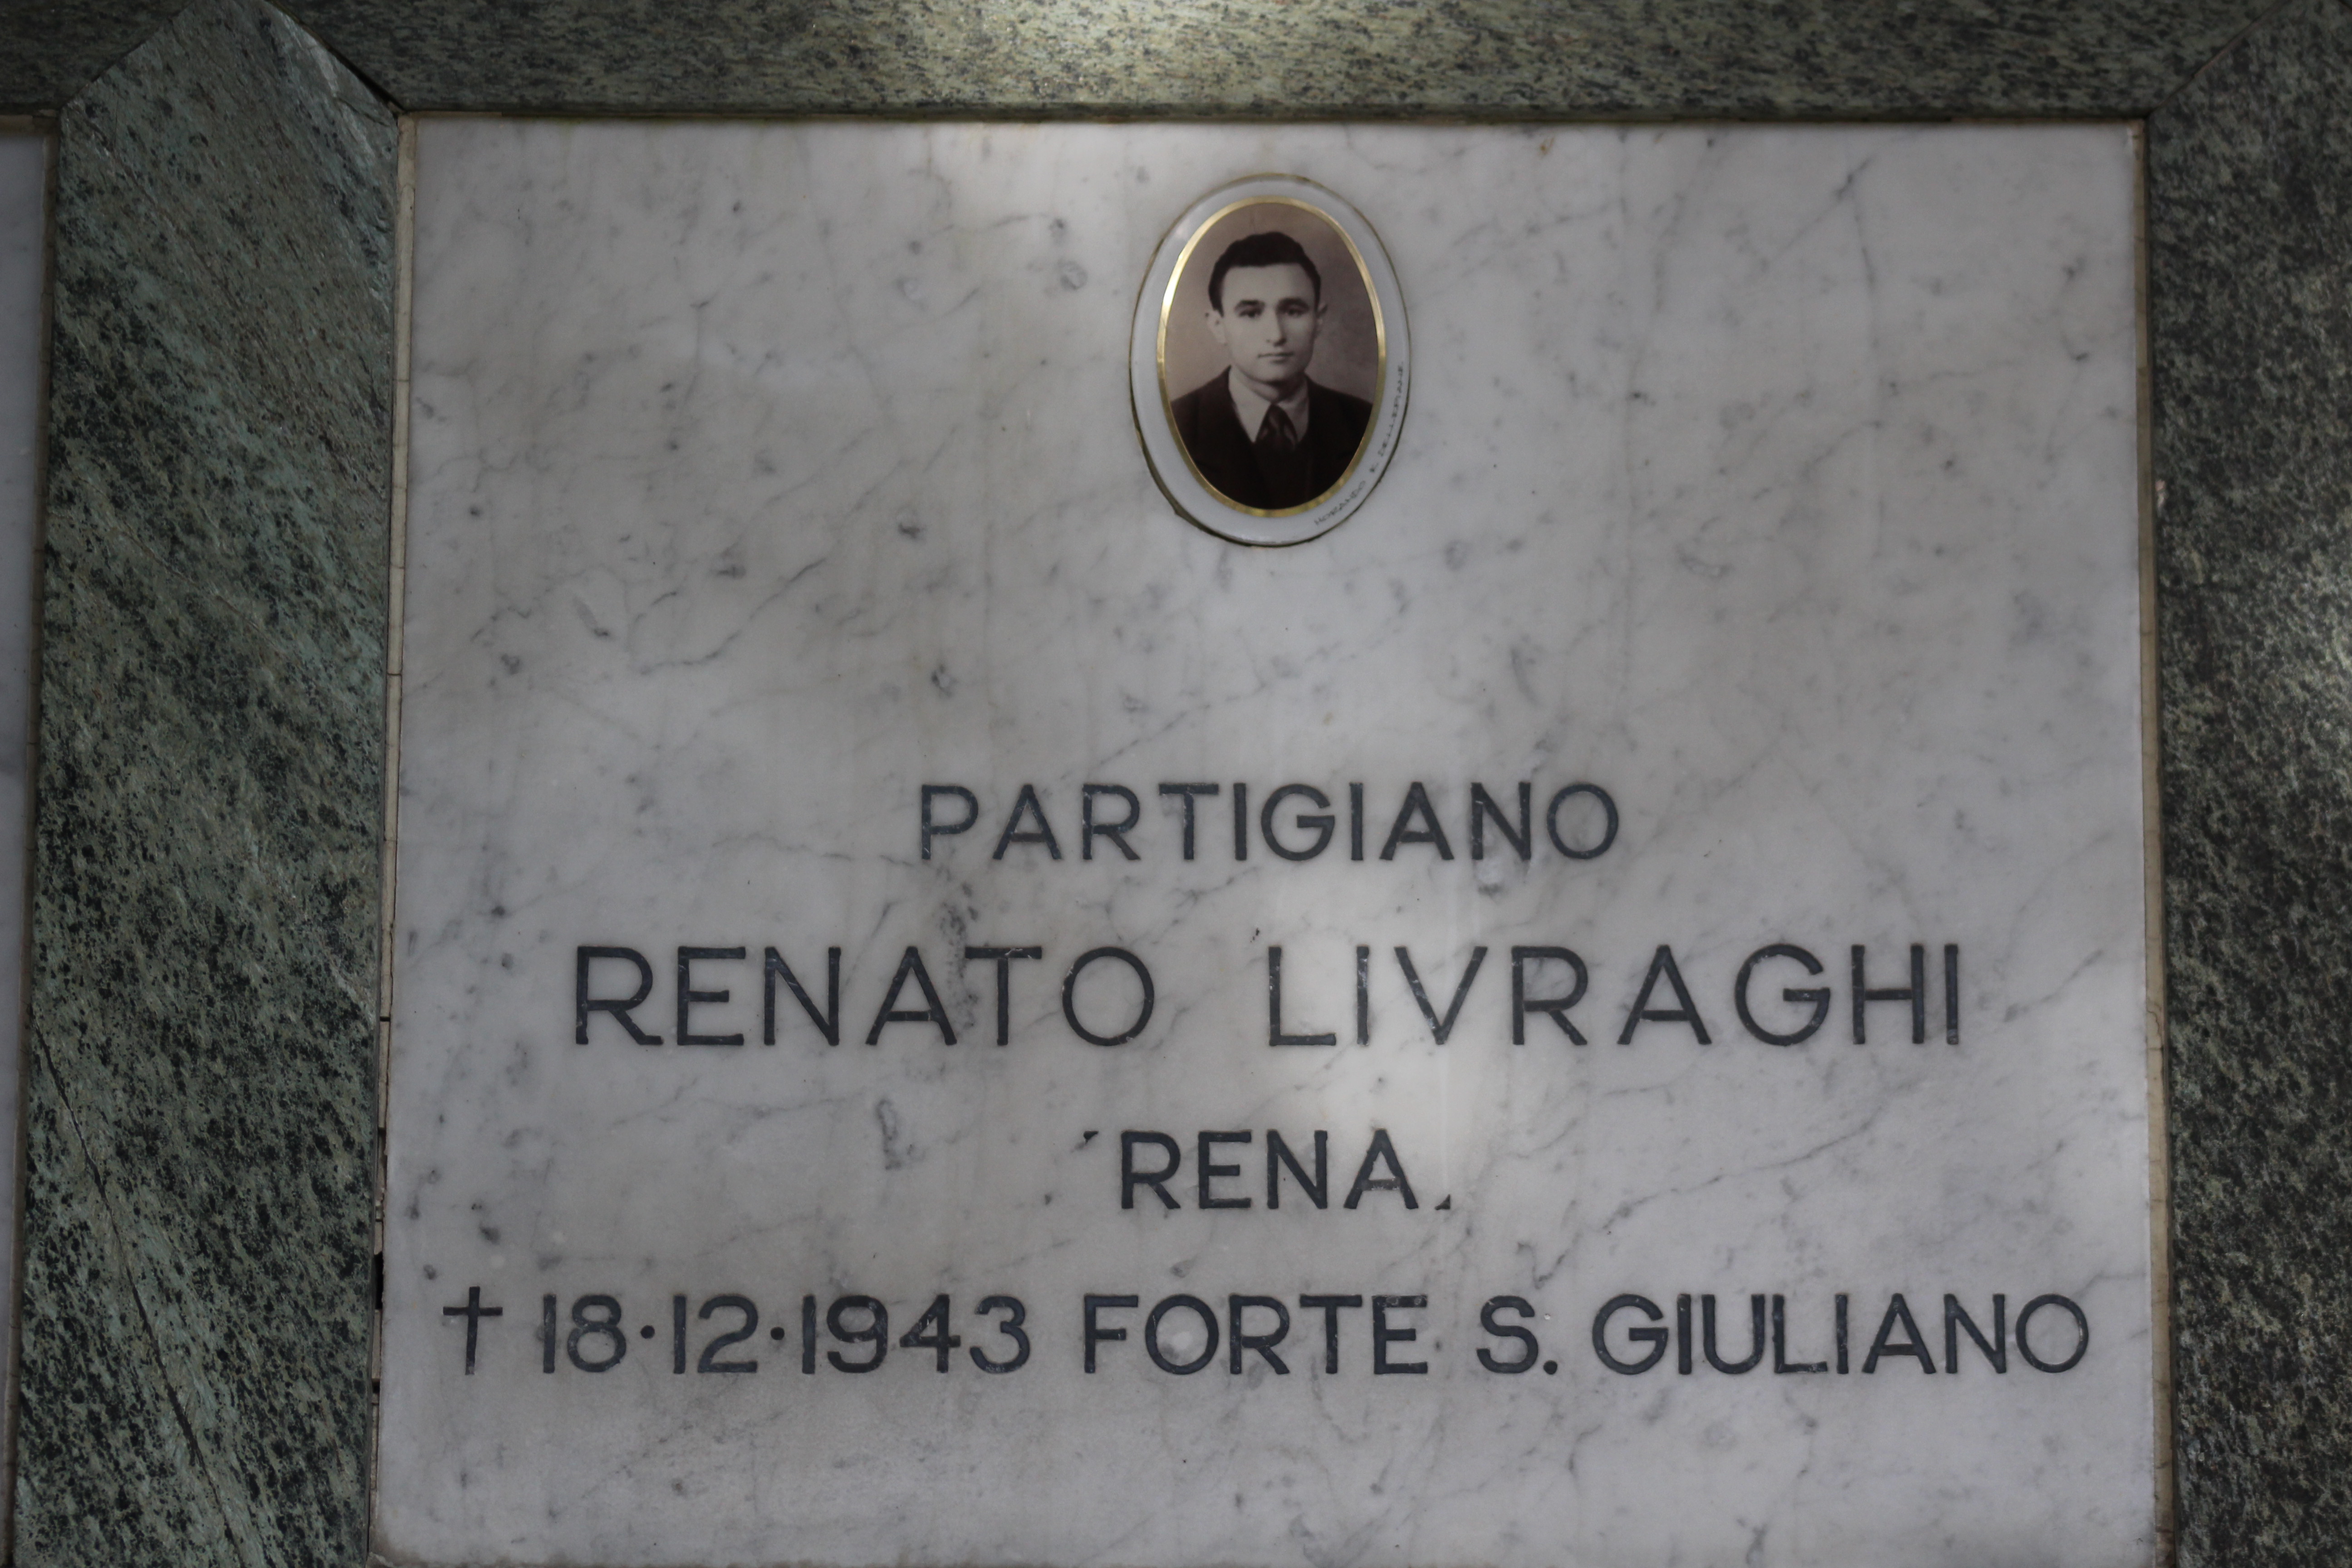 PARTIGIANO
RENATO LIVRAGHI
´RENA.
† 18·12·1943 FORTE S. GIULIANO